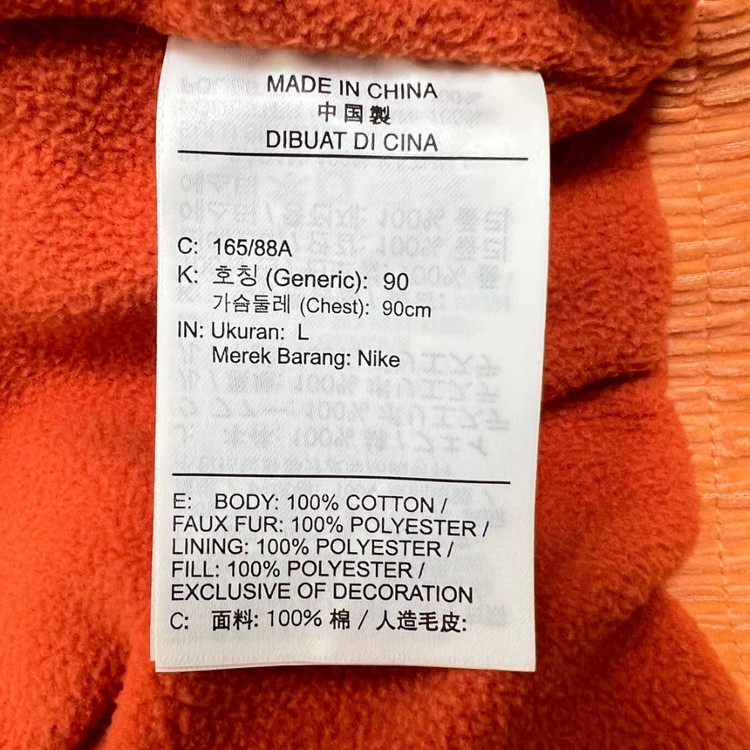 MADE IN CHINA
中国製
DIBUAT DI CINA
C: 165/88A
K: 호칭 (Generic): 90
가슴둘레 (Chest): 90cm
IN: Ukuran: L
Merek Barang: Nike
E: BODY: 100% COTTON /
FAUX FUR: 100% POLYESTER /
LINING: 100% POLYESTER /
FILL: 100% POLYESTER /
EXCLUSIVE OF DECORATION
C: 面料: 100% 棉 / 人造毛皮: